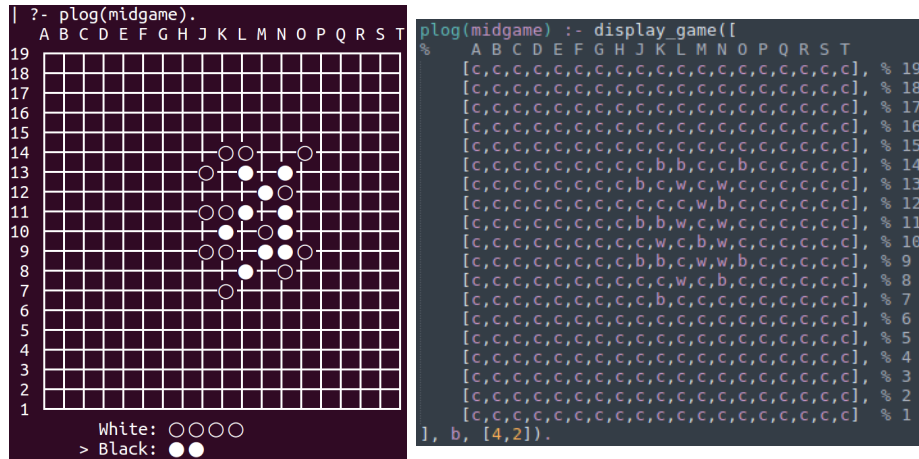 | ?- plog(midgame).
A B C D E F G H J K L M N O P Q R S T
19
18
17
16
15
14
13
12
11
10
9
8
7
6
5
4
3
2
1
White: ○○○○
> Black: ●●
plog(midgame) :- display_game([
% A B C D E F G H J K L M N O P Q R S T
[c,c,c,c,c,c,c,c,c,c,c,c,c,c,c,c,c,c,c], % 19
[c,c,c,c,c,c,c,c,c,c,c,c,c,c,c,c,c,c,c], % 18
[c,c,c,c,c,c,c,c,c,c,c,c,c,c,c,c,c,c,c], % 17
[c,c,c,c,c,c,c,c,c,c,c,c,c,c,c,c,c,c,c], % 16
[c,c,c,c,c,c,c,c,c,c,c,c,c,c,c,c,c,c,c], % 15
[c,c,c,c,c,c,c,c,c,b,b,c,c,b,c,c,c,c,c], % 14
[c,c,c,c,c,c,c,c,b,c,w,c,w,c,c,c,c,c,c], % 13
[c,c,c,c,c,c,c,c,c,c,c,w,b,c,c,c,c,c,c], % 12
[c,c,c,c,c,c,c,c,b,b,w,c,w,c,c,c,c,c,c], % 11
[c,c,c,c,c,c,c,c,c,w,c,b,w,c,c,c,c,c,c], % 10
[c,c,c,c,c,c,c,c,b,b,c,w,w,b,c,c,c,c,c], % 9
[c,c,c,c,c,c,c,c,c,c,w,c,b,c,c,c,c,c,c], % 8
[c,c,c,c,c,c,c,c,c,b,c,c,c,c,c,c,c,c,c], % 7
[c,c,c,c,c,c,c,c,c,c,c,c,c,c,c,c,c,c,c], % 6
[c,c,c,c,c,c,c,c,c,c,c,c,c,c,c,c,c,c,c], % 5
[c,c,c,c,c,c,c,c,c,c,c,c,c,c,c,c,c,c,c], % 4
[c,c,c,c,c,c,c,c,c,c,c,c,c,c,c,c,c,c,c], % 3
[c,c,c,c,c,c,c,c,c,c,c,c,c,c,c,c,c,c,c], % 2
[c,c,c,c,c,c,c,c,c,c,c,c,c,c,c,c,c,c,c] % 1
], b, [4,2]).